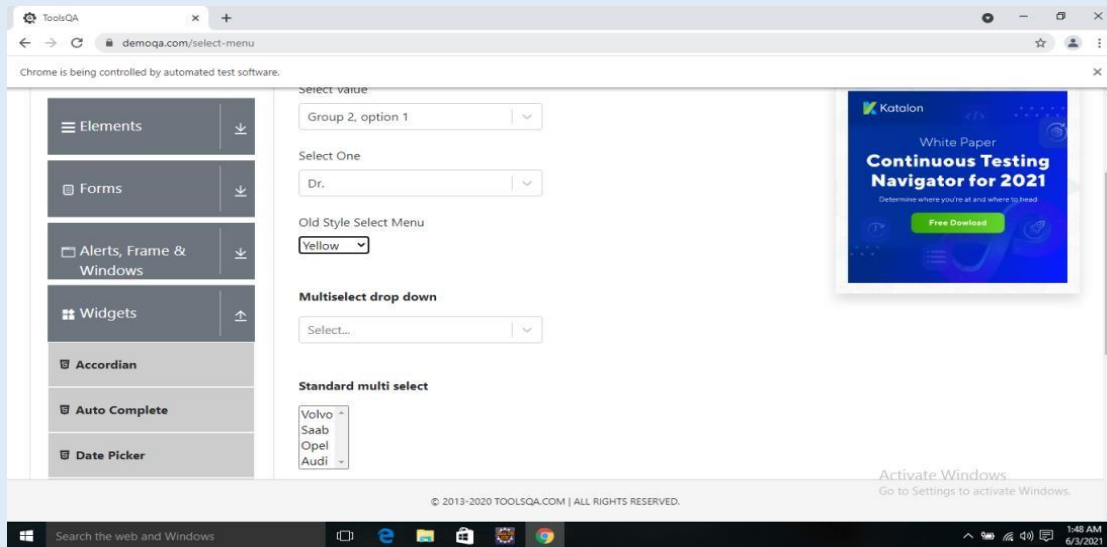 ToolsQA
demoqa.com/select-menu
Chrome is being controlled by automated test software.
Elements
Forms
Alerts, Frame &
Windows
Widgets
Accordian
Auto Complete
Date Picker
Select Value
Group 2, option 1
Select One
Dr.
Old Style Select Menu
Yellow
Multiselect drop down
Select...
Standard multi select
Volvo
Saab
Opel
Audi
Katalon
White Paper
Continuous Testing
Navigator for 2021
Determine where you're at and where to head
Free Dowload
Activate Windows
Go to Settings to activate Windows.
© 2013-2020 TOOLSQA.COM | ALL RIGHTS RESERVED.
Search the web and Windows
1:48 AM
6/3/2021